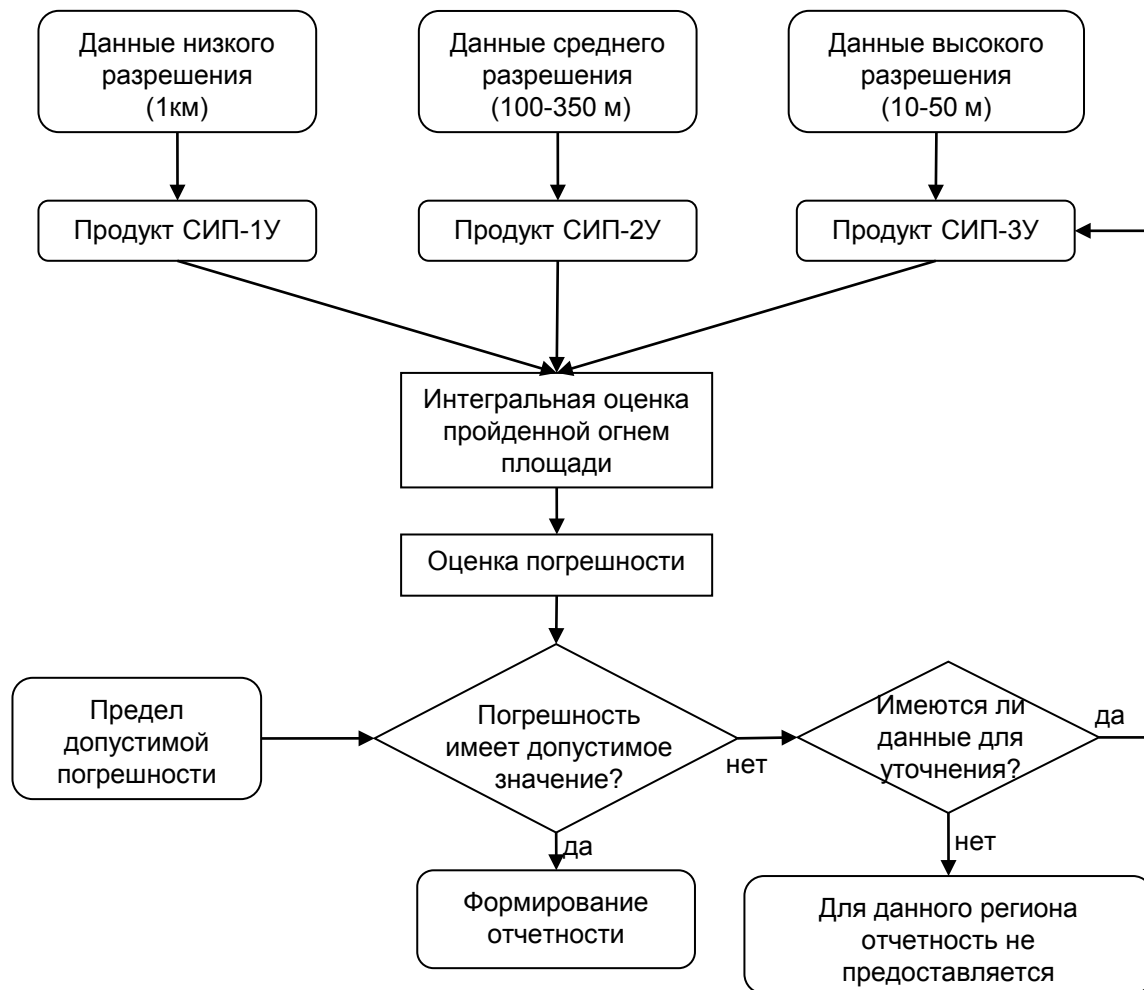 Данные низкого
разрешения
(1км)
Данные среднего
разрешения
(100-350 м)
Данные высокого
разрешения
(10-50 м)
Продукт СИП-1У
Продукт СИП-2У
Продукт СИП-3У
Интегральная оценка
пройденной огнем
площади
Оценка погрешности
Предел
допустимой
погрешности
Погрешность
имеет допустимое
значение?
нет
Имеются ли
данные для
уточнения?
да
да
нет
Формирование
отчетности
Для данного региона
отчетность не
предоставляется